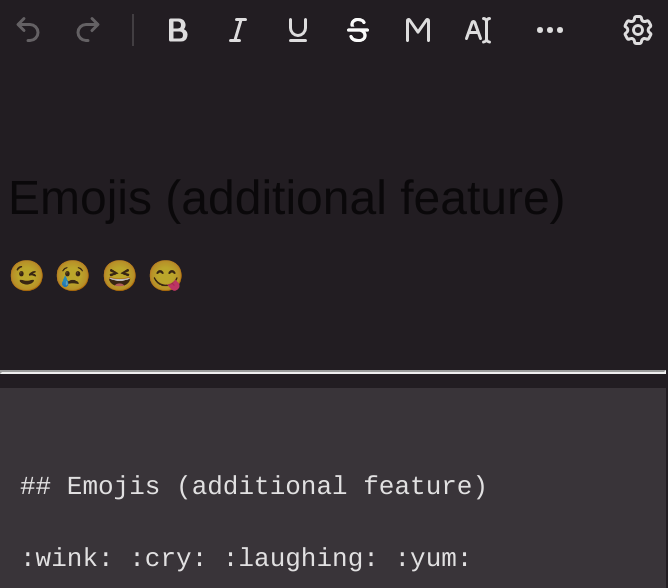 B I U S M A
Emojis (additional feature)
😉 😢 😆 😋
## Emojis (additional feature)
:wink: :cry: :laughing: :yum: